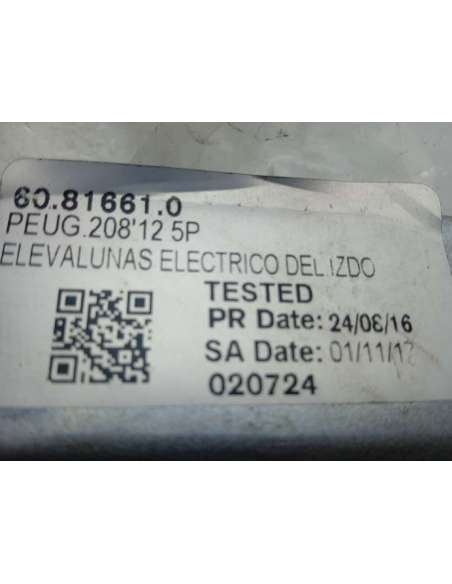 60.81661.0
PEUG.208'12 5P
ELEVALUNAS ELECTRICO DEL IZDO
TESTED
PR Date: 24/06/16
SA Date: 01/11/17
020724